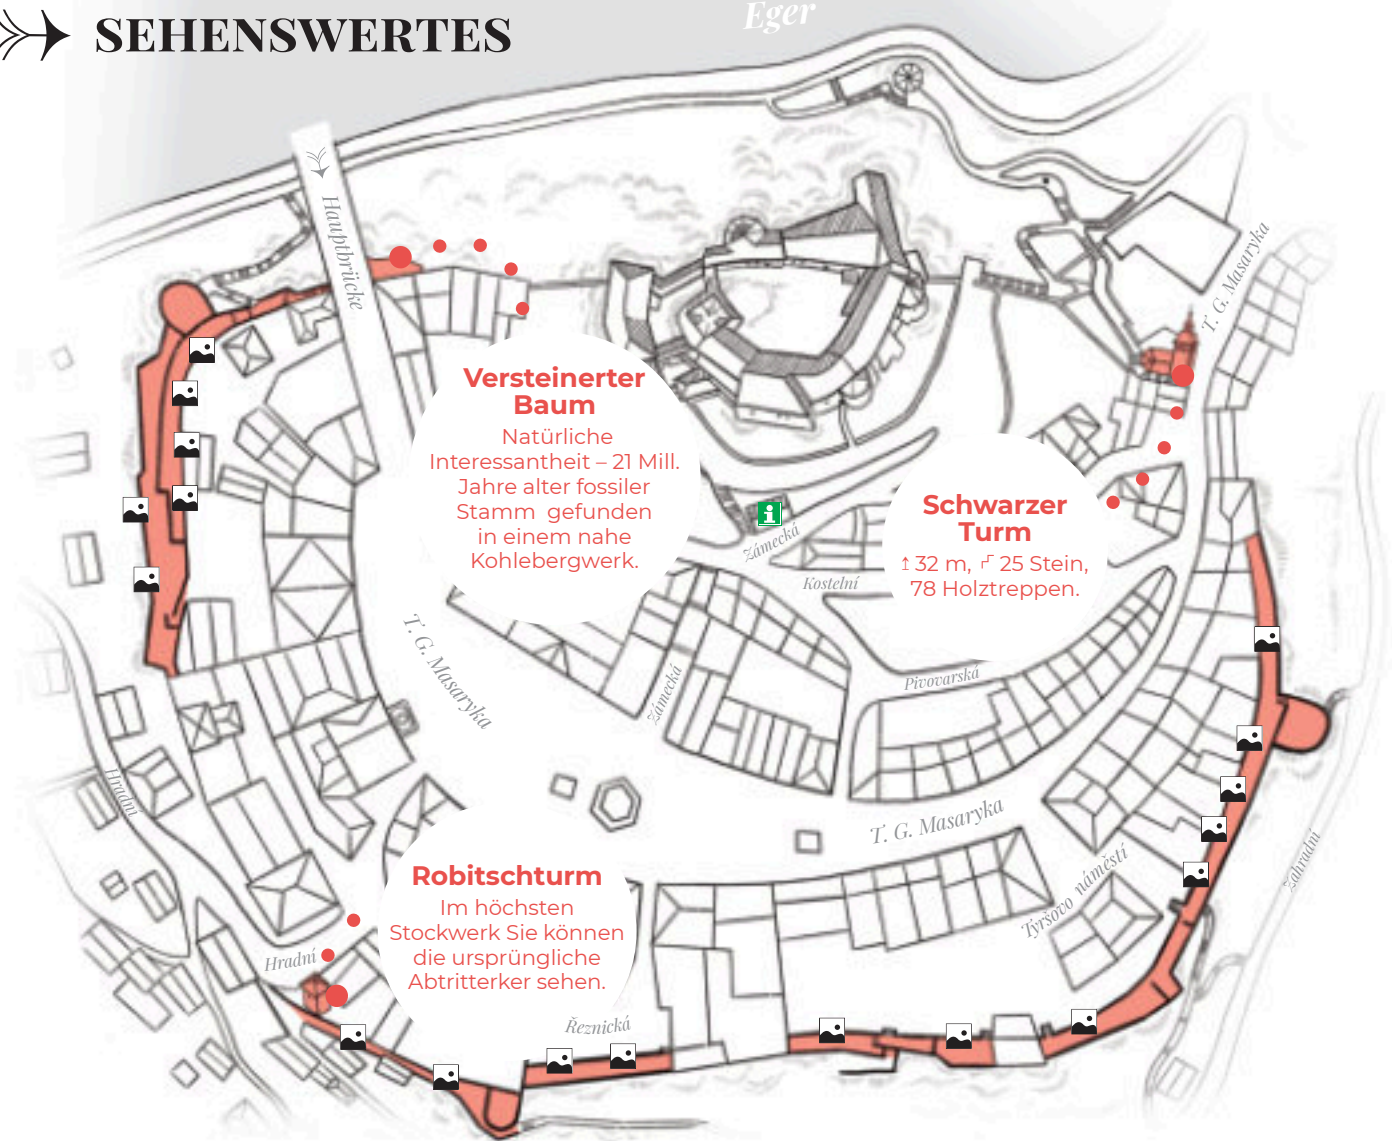 SEHENSWERTES
Eger
Hauptbrücke
T. G. Masaryka
Versteinerter
Baum
Natürliche
Interessantheit – 21 Mill.
Jahre alter fossiler
Stamm gefunden
in einem nahe
Kohlebergwerk.
Schwarzer
Turm
↥ 32 m, 25 Stein,
78 Holztreppen.
i
Zámecká
Kostelní
T. G. Masaryka
Zámecká
Pivovarská
Hradní
T. G. Masaryka
Tyršovo náměstí
Zahradní
Robitschturm
Im höchsten
Stockwerk Sie können
die ursprüngliche
Abtritterker sehen.
Hradní
Řeznická